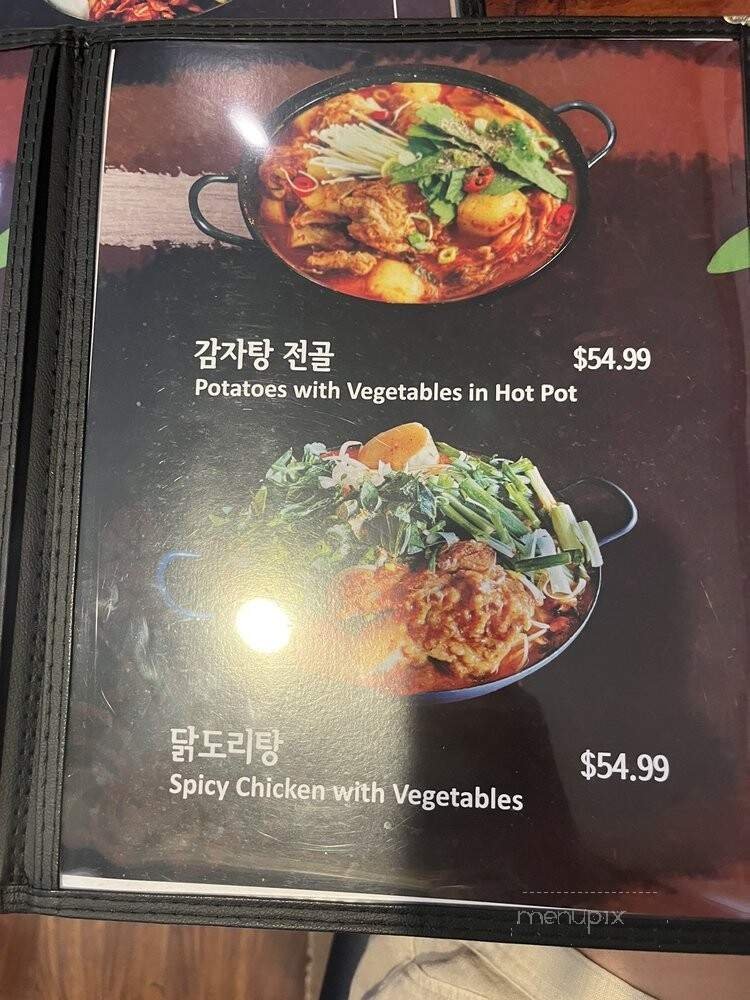 감자탕 전골 $54.99
Potatoes with Vegetables in Hot Pot
닭도리탕 $54.99
Spicy Chicken with Vegetables
menupix